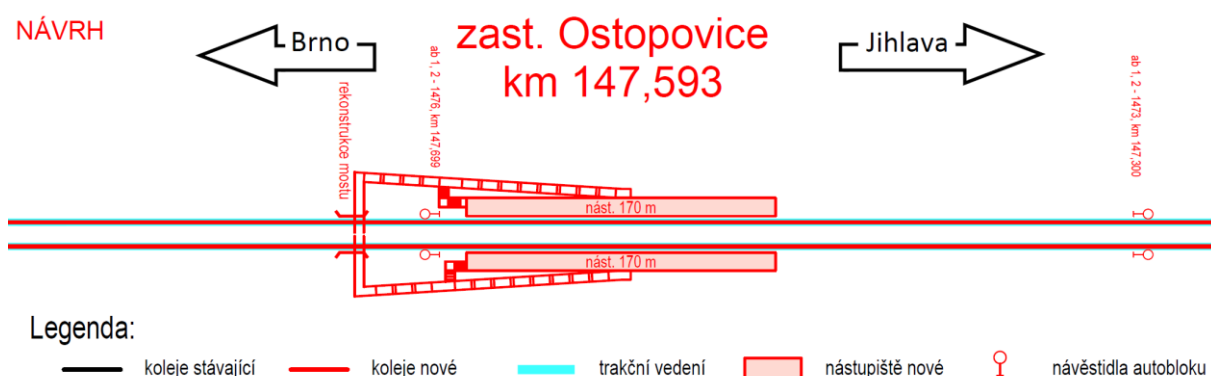 NÁVRH
Brno
zast. Ostopovice
km 147,593
Jihlava
ab 1, 2 - 1476, km 147,699
ab 1, 2 - 1473, km 147,300
rekonstrukce mostu
nást. 170 m
nást. 170 m
Legenda:
koleje stávající
koleje nové
trakční vedení
nástupiště nové
návěstidla autobloku